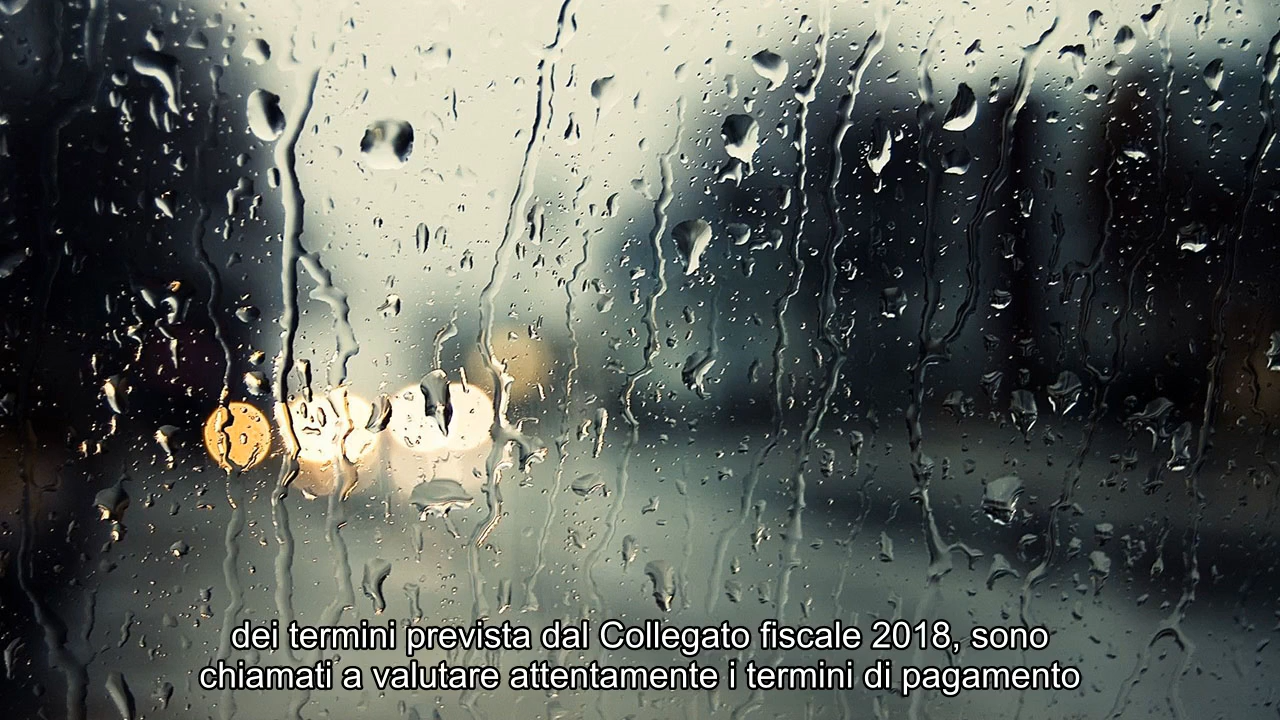 dei termini prevista dal Collegato fiscale 2018, sono
chiamati a valutare attentamente i termini di pagamento